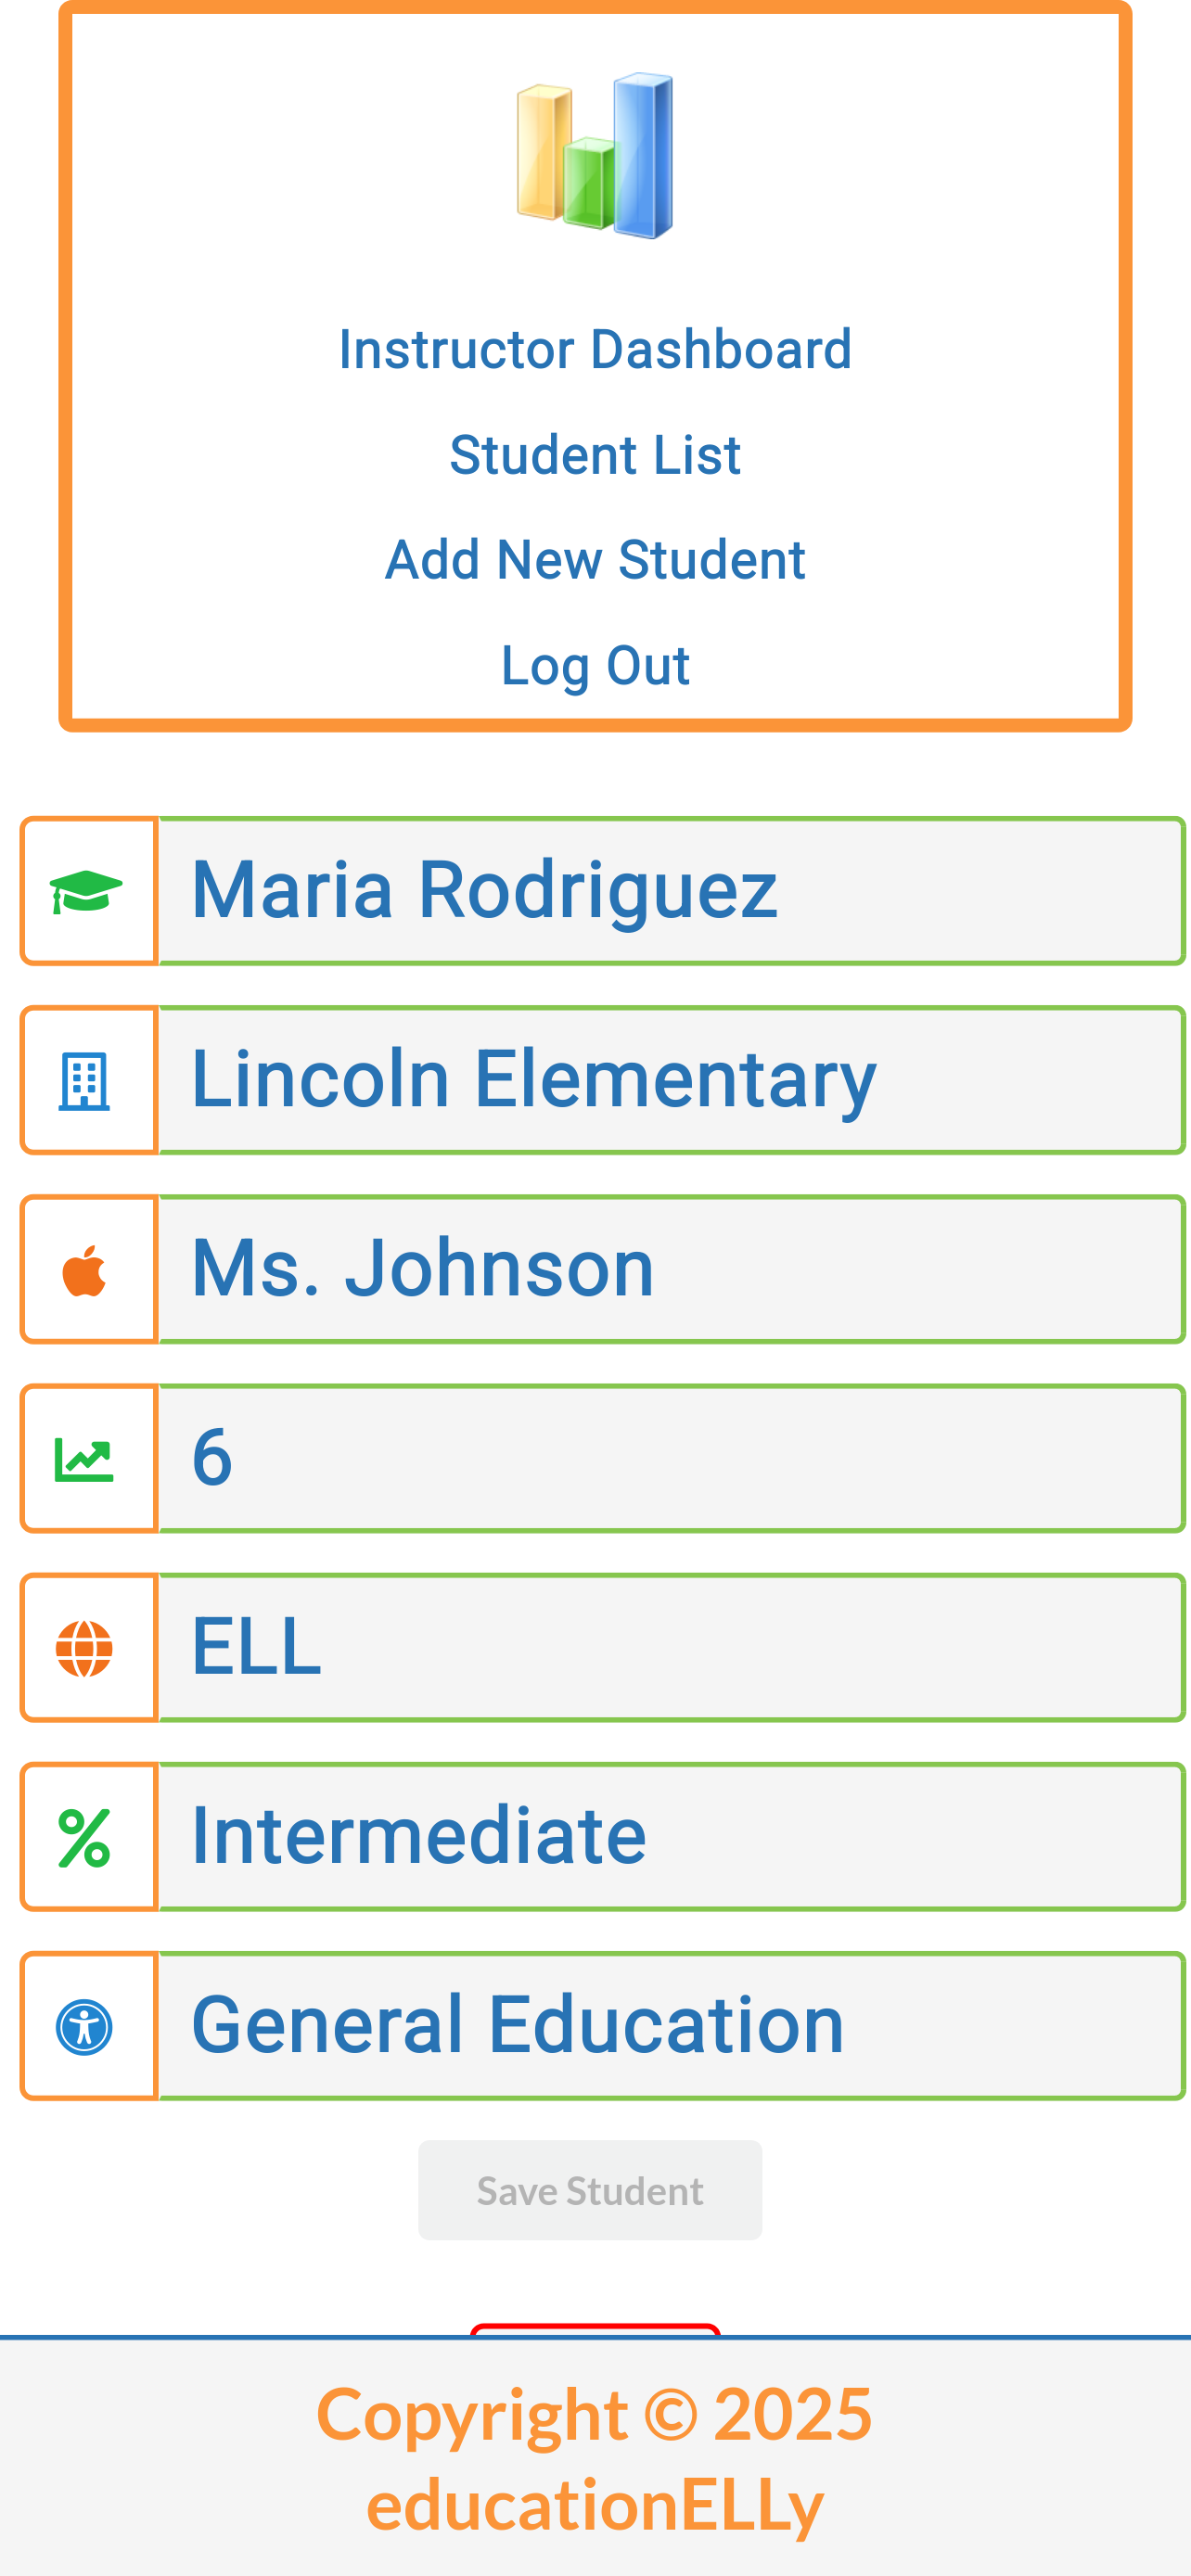 Instructor Dashboard
Student List
Add New Student
Log Out
Maria Rodriguez
Lincoln Elementary
Ms. Johnson
6
ELL
Intermediate
General Education
Save Student
Copyright © 2025
educationELLy